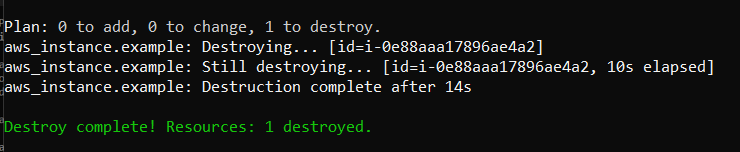 Plan: 0 to add, 0 to change, 1 to destroy.
aws_instance.example: Destroying... [id=i-0e88aaa17896ae4a2]
aws_instance.example: Still destroying... [id=i-0e88aaa17896ae4a2, 10s elapsed]
aws_instance.example: Destruction complete after 14s
Destroy complete! Resources: 1 destroyed.